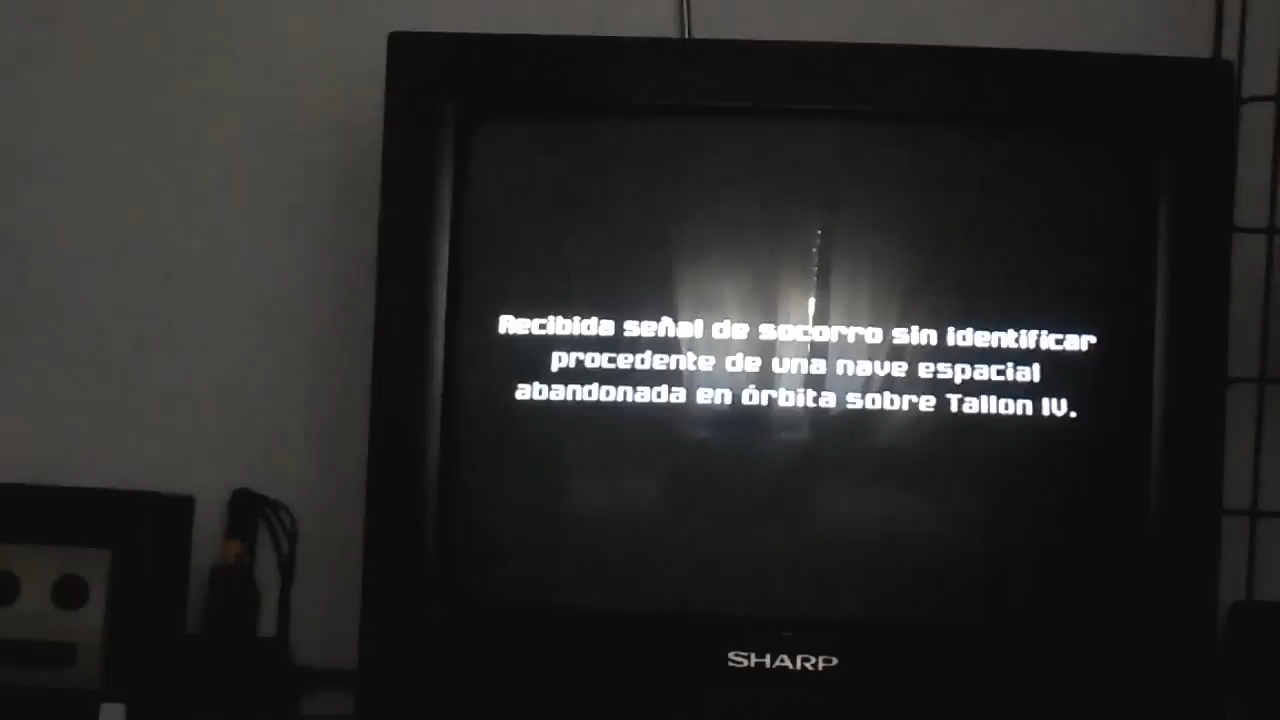 Recibida señal de socorro sin identificar
procedente de una nave espacial
abandonada en órbita sobre Tallon IV.
SHARP